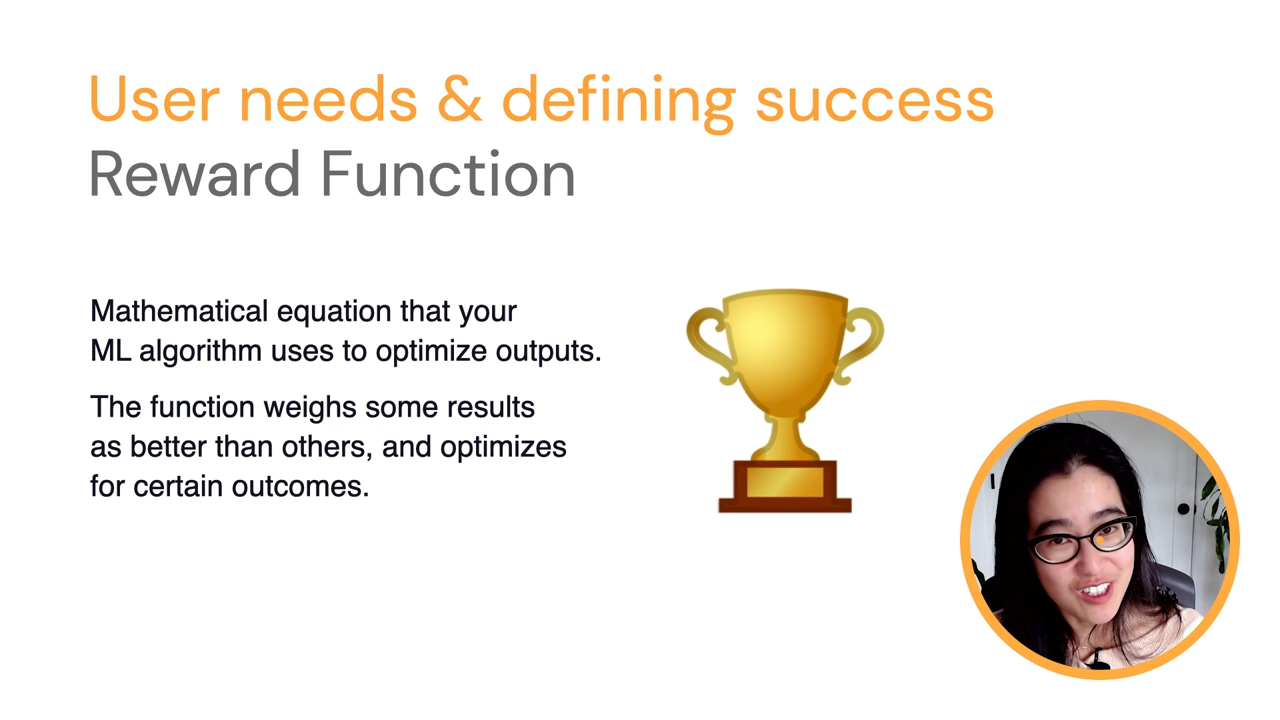 User needs & defining success
Reward Function
Mathematical equation that your
ML algorithm uses to optimize outputs.
The function weighs some results
as better than others, and optimizes
for certain outcomes.